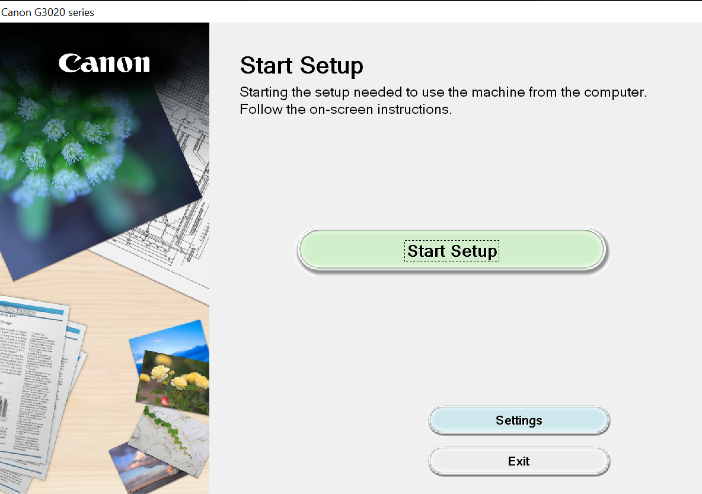 Canon G3020 series
Canon
Start Setup
Starting the setup needed to use the machine from the computer.
Follow the on-screen instructions.
Start Setup
Settings
Exit